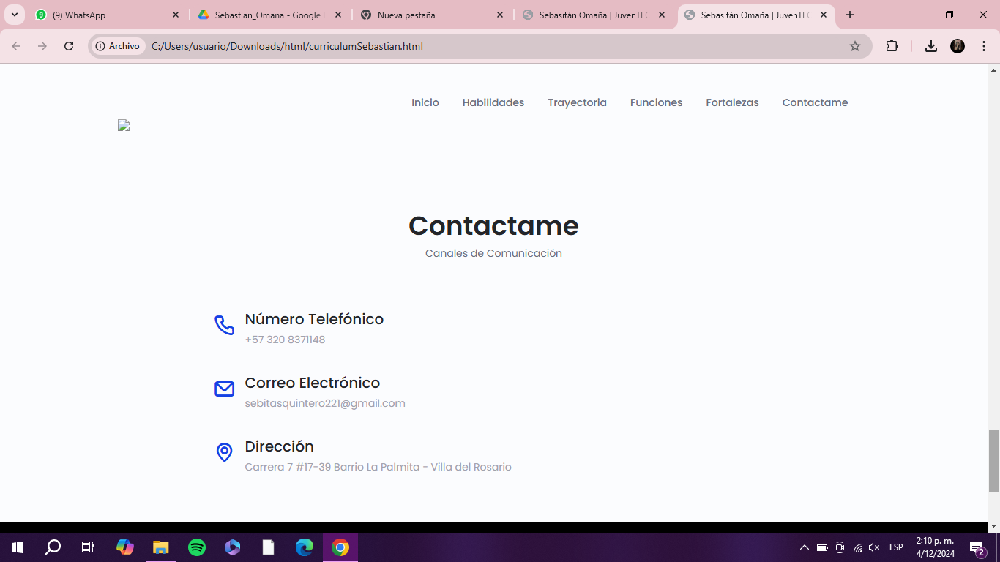 (9) WhatsApp
Sebastian_Omana - Google
Nueva pestaña
Sebasitán Omaña | JuvenTEC
Sebasitán Omaña | JuvenTEC
Archivo
C:/Users/usuario/Downloads/html/curriculumSebastian.html
Inicio Habilidades Trayectoria Funciones Fortalezas Contactame
Contactame
Canales de Comunicación
Número Telefónico
+57 320 8371148
Correo Electrónico
sebitasquintero221@gmail.com
Dirección
Carrera 7 #17-39 Barrio La Palmita - Villa del Rosario
ESP
2:10 p. m.
4/12/2024
2